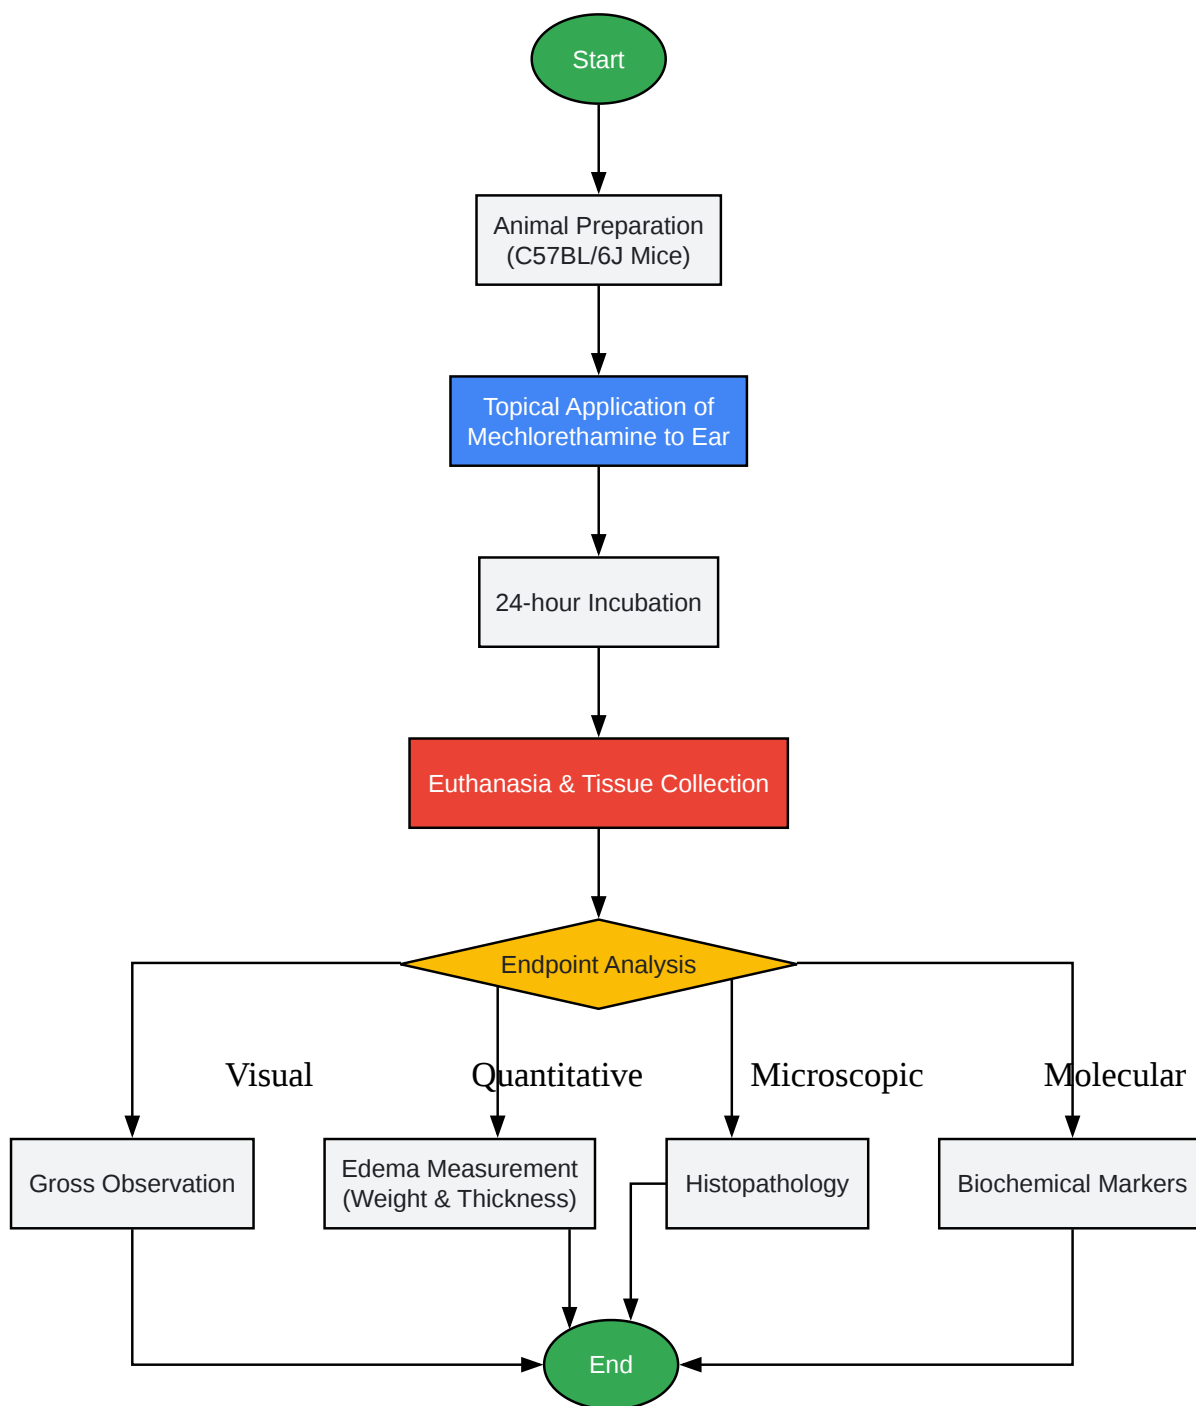 Start
Animal Preparation
(C57BL/6J Mice)
Topical Application of
Mechlorethamine to Ear
24-hour Incubation
Euthanasia & Tissue Collection
Endpoint Analysis
Visual
Quantitative
Microscopic
Molecular
Gross Observation
Edema Measurement
(Weight & Thickness)
Histopathology
Biochemical Markers
End